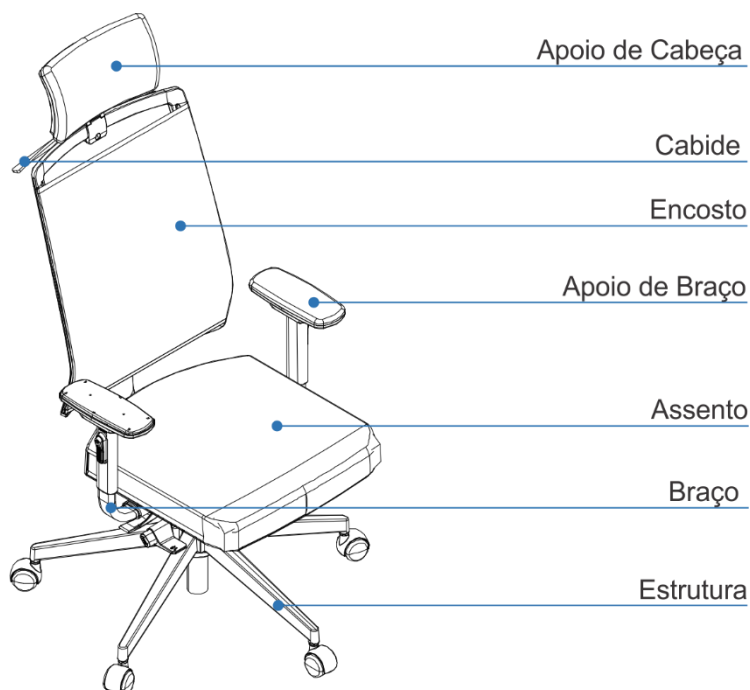 Apoio de Cabeça
Cabide
Encosto
Apoio de Braço
Assento
Braço
Estrutura